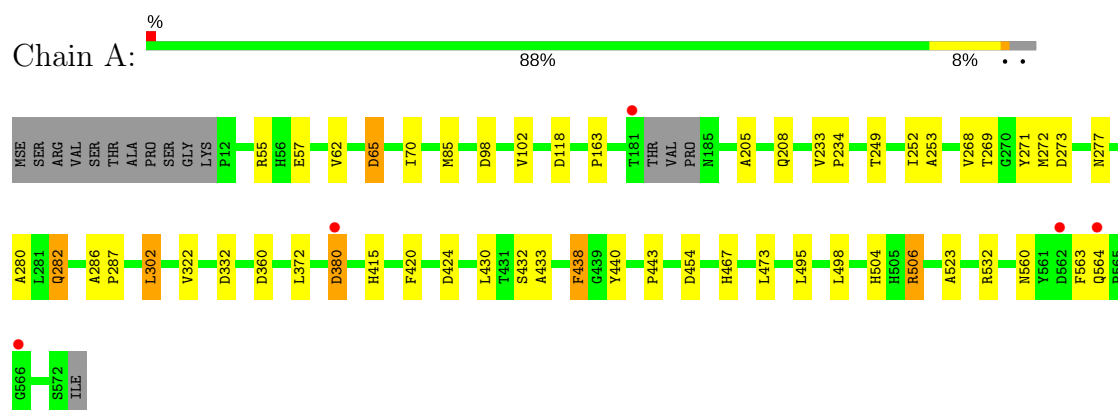 %
Chain A:
88% 8% • •
MSE SER ARG VAL SER THR ALA PRO SER GLY LYS P12 R55 H56 E57 V62 D65 I70 M85 D98 V102 D118 P163 T181 THR VAL PRO N185 A205 Q208 V233 P234 T249 I252 A253 V268 T269 G270 Y271 M272 D273 N277
A280 L281 Q282 A286 P287 L302 V322 D332 D360 L372 D380 H415 F420 D424 L430 T431 S432 A433 F438 G439 Y440 P443 D454 H467 L473 L495 L498 H504 H505 R506 A523 R532 N560 Y561 D562 F563 Q564
G566 S572 ILE